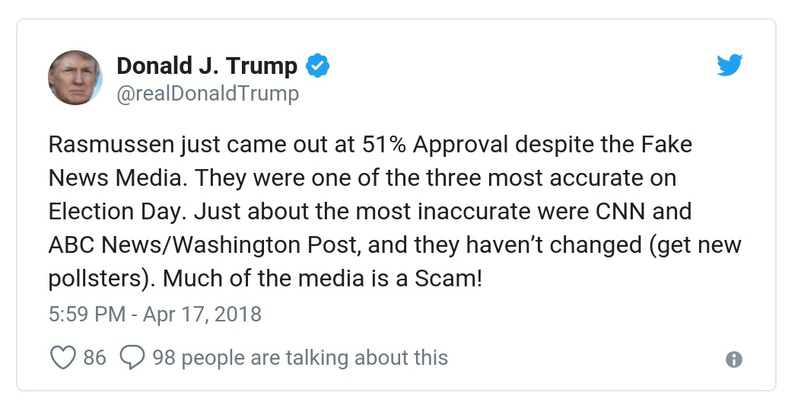 Donald J. Trump
@realDonaldTrump
Rasmussen just came out at 51% Approval despite the Fake
News Media. They were one of the three most accurate on
Election Day. Just about the most inaccurate were CNN and
ABC News/Washington Post, and they haven’t changed (get new
pollsters). Much of the media is a Scam!
5:59 PM - Apr 17, 2018
86 98 people are talking about this